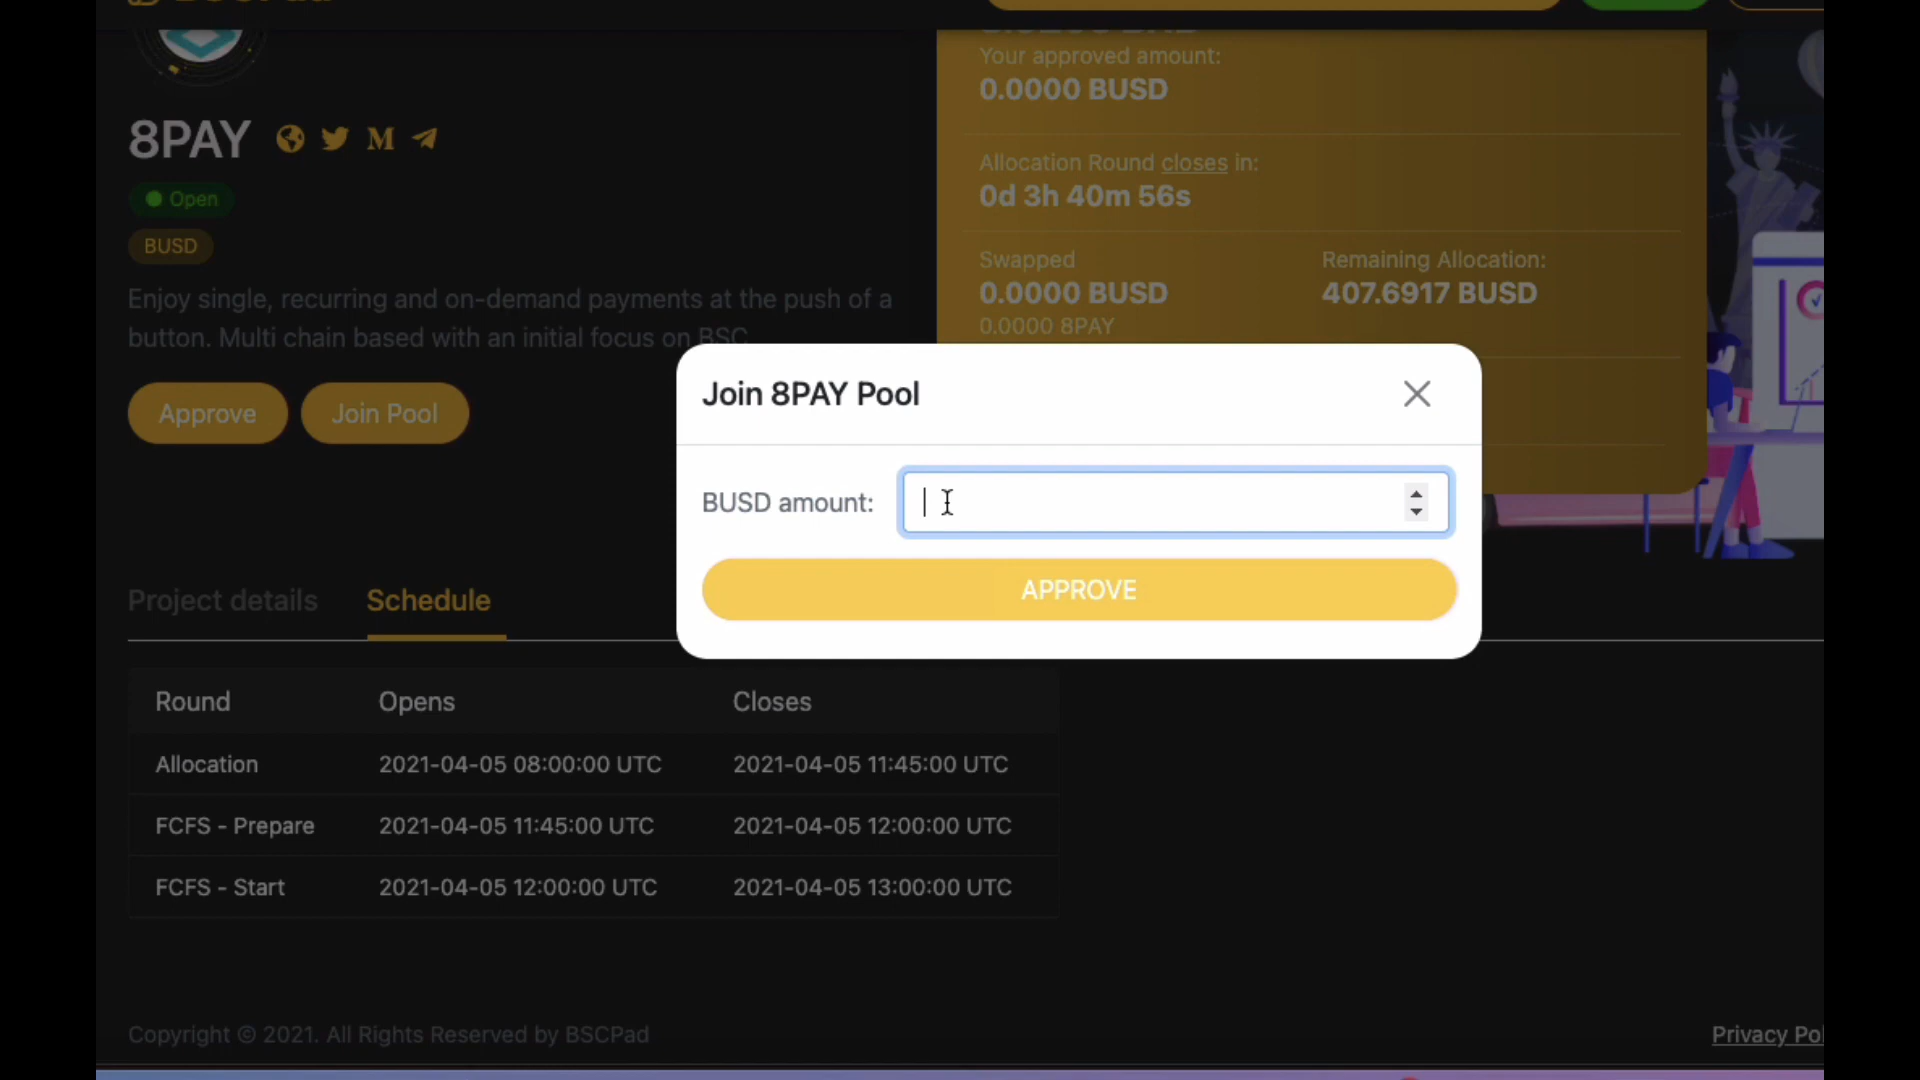 Your approved amount:
0.0000 BUSD
8PAY
Allocation Round closes in:
0d 3h 40m 56s
Open
BUSD
Swapped
0.0000 BUSD
0.0000 8PAY
Remaining Allocation:
407.6917 BUSD
Enjoy single, recurring and on-demand payments at the push of a
button. Multi chain based with an initial focus on BSC
Approve
Join Pool
Join 8PAY Pool
BUSD amount:
APPROVE
Project details
Schedule
Round Opens Closes
Allocation 2021-04-05 08:00:00 UTC 2021-04-05 11:45:00 UTC
FCFS - Prepare 2021-04-05 11:45:00 UTC 2021-04-05 12:00:00 UTC
FCFS - Start 2021-04-05 12:00:00 UTC 2021-04-05 13:00:00 UTC
Copyright © 2021. All Rights Reserved by BSCPad
Privacy Pol